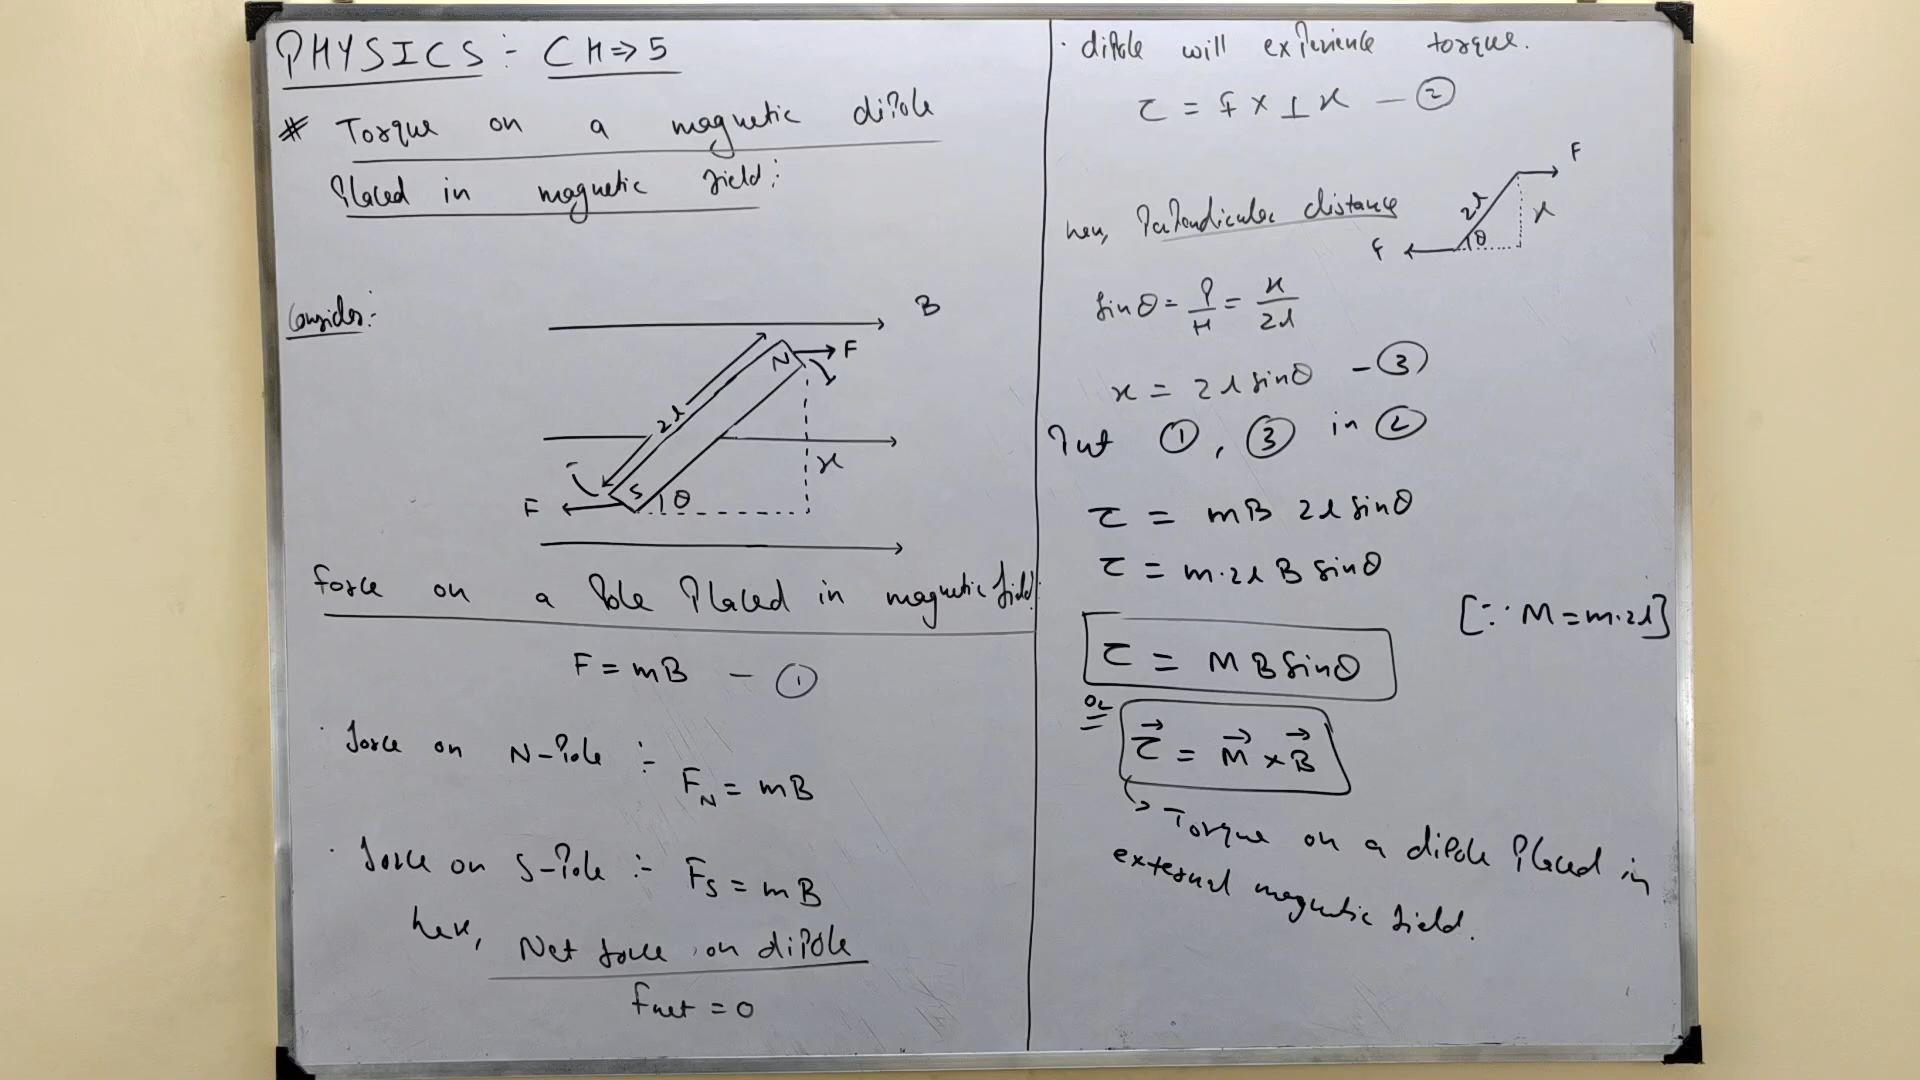 PHYSICS :- CH⇒5
# Torque on a magnetic dipole
Placed in magnetic field :
Consider :-
B
N F
2l
x
F S θ
Force on a Pole Placed in magnetic field :
F = mB - ①
· force on N-Pole :-
F_N = mB
· force on S-Pole :- F_S = mB
here, Net force on dipole
Fnet = 0
· dipole will experience torque.
τ = F × ⊥ x - ②
F
2l x
F θ
here, Perpendicular distance
sinθ = P/H = x/2l
x = 2l sinθ - ③
Put ①, ③ in ②
τ = mB 2l sinθ
τ = m·2l B sinθ
[∵ M = m·2l]
τ = MB sinθ
or
τ⃗ = M⃗ × B⃗
→ Torque on a dipole Placed in
external magnetic field.